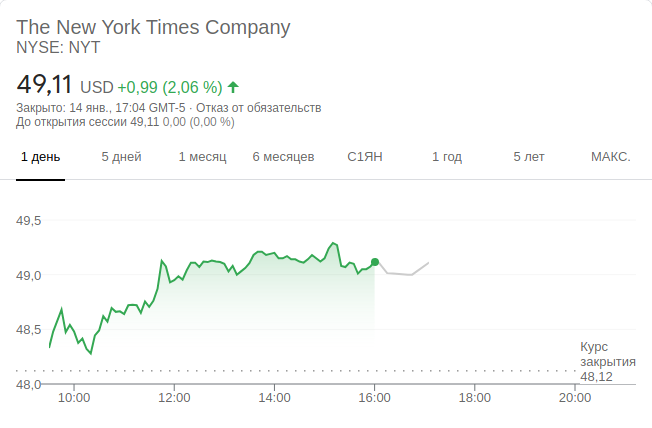 The New York Times Company
NYSE: NYT
49,11 USD +0,99 (2,06 %)
Закрыто: 14 янв., 17:04 GMT-5 · Отказ от обязательств
До открытия сессии 49,11 0,00 (0,00 %)
1 день 5 дней 1 месяц 6 месяцев С1ЯН 1 год 5 лет МАКС.
49,5
49,0
48,5
Курс
закрытия
48,12
48,0
10:00 12:00 14:00 16:00 18:00 20:00